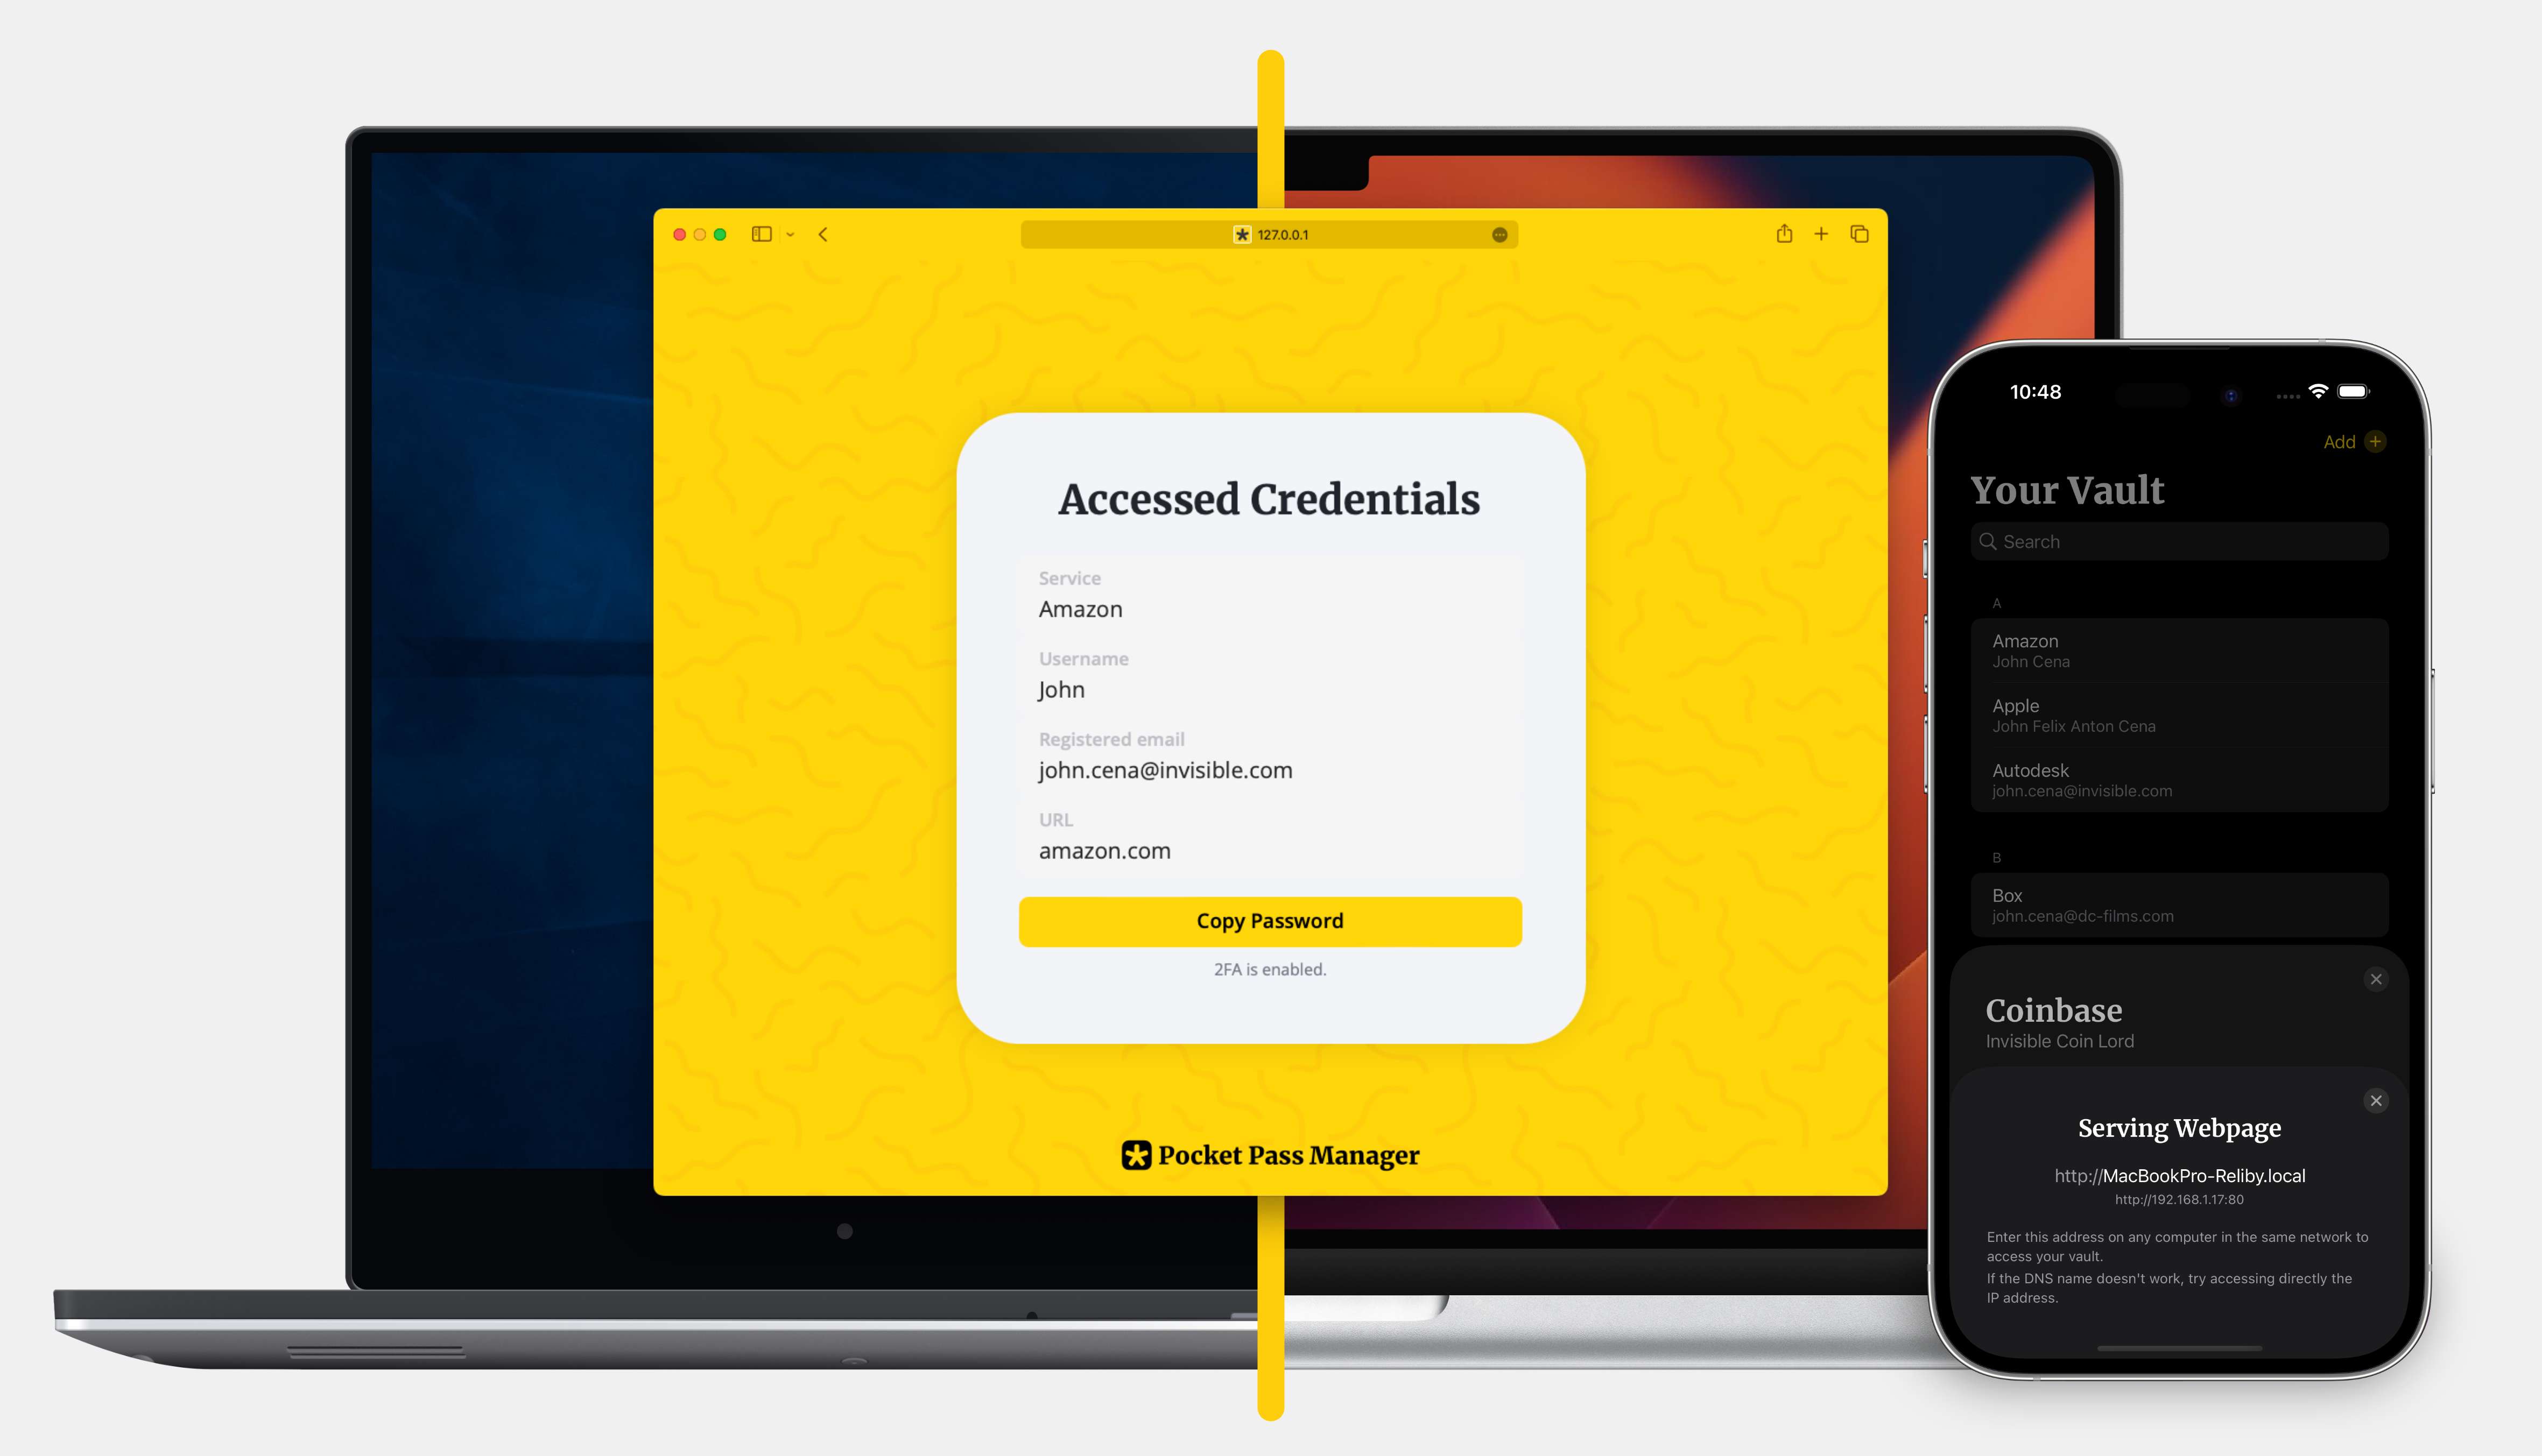 127.0.0.1
Accessed Credentials
Service
Amazon
Username
John
Registered email
john.cena@invisible.com
URL
amazon.com
Copy Password
2FA is enabled.
Pocket Pass Manager
10:48
Add
Your Vault
Search
A
Amazon
John Cena
Apple
John Felix Anton Cena
Autodesk
john.cena@invisible.com
B
Box
john.cena@dc-films.com
Coinbase
Invisible Coin Lord
Serving Webpage
http://MacBookPro-Reliby.local
http://192.168.1.17:80
Enter this address on any computer in the same network to
access your vault.
If the DNS name doesn't work, try accessing directly the
IP address.